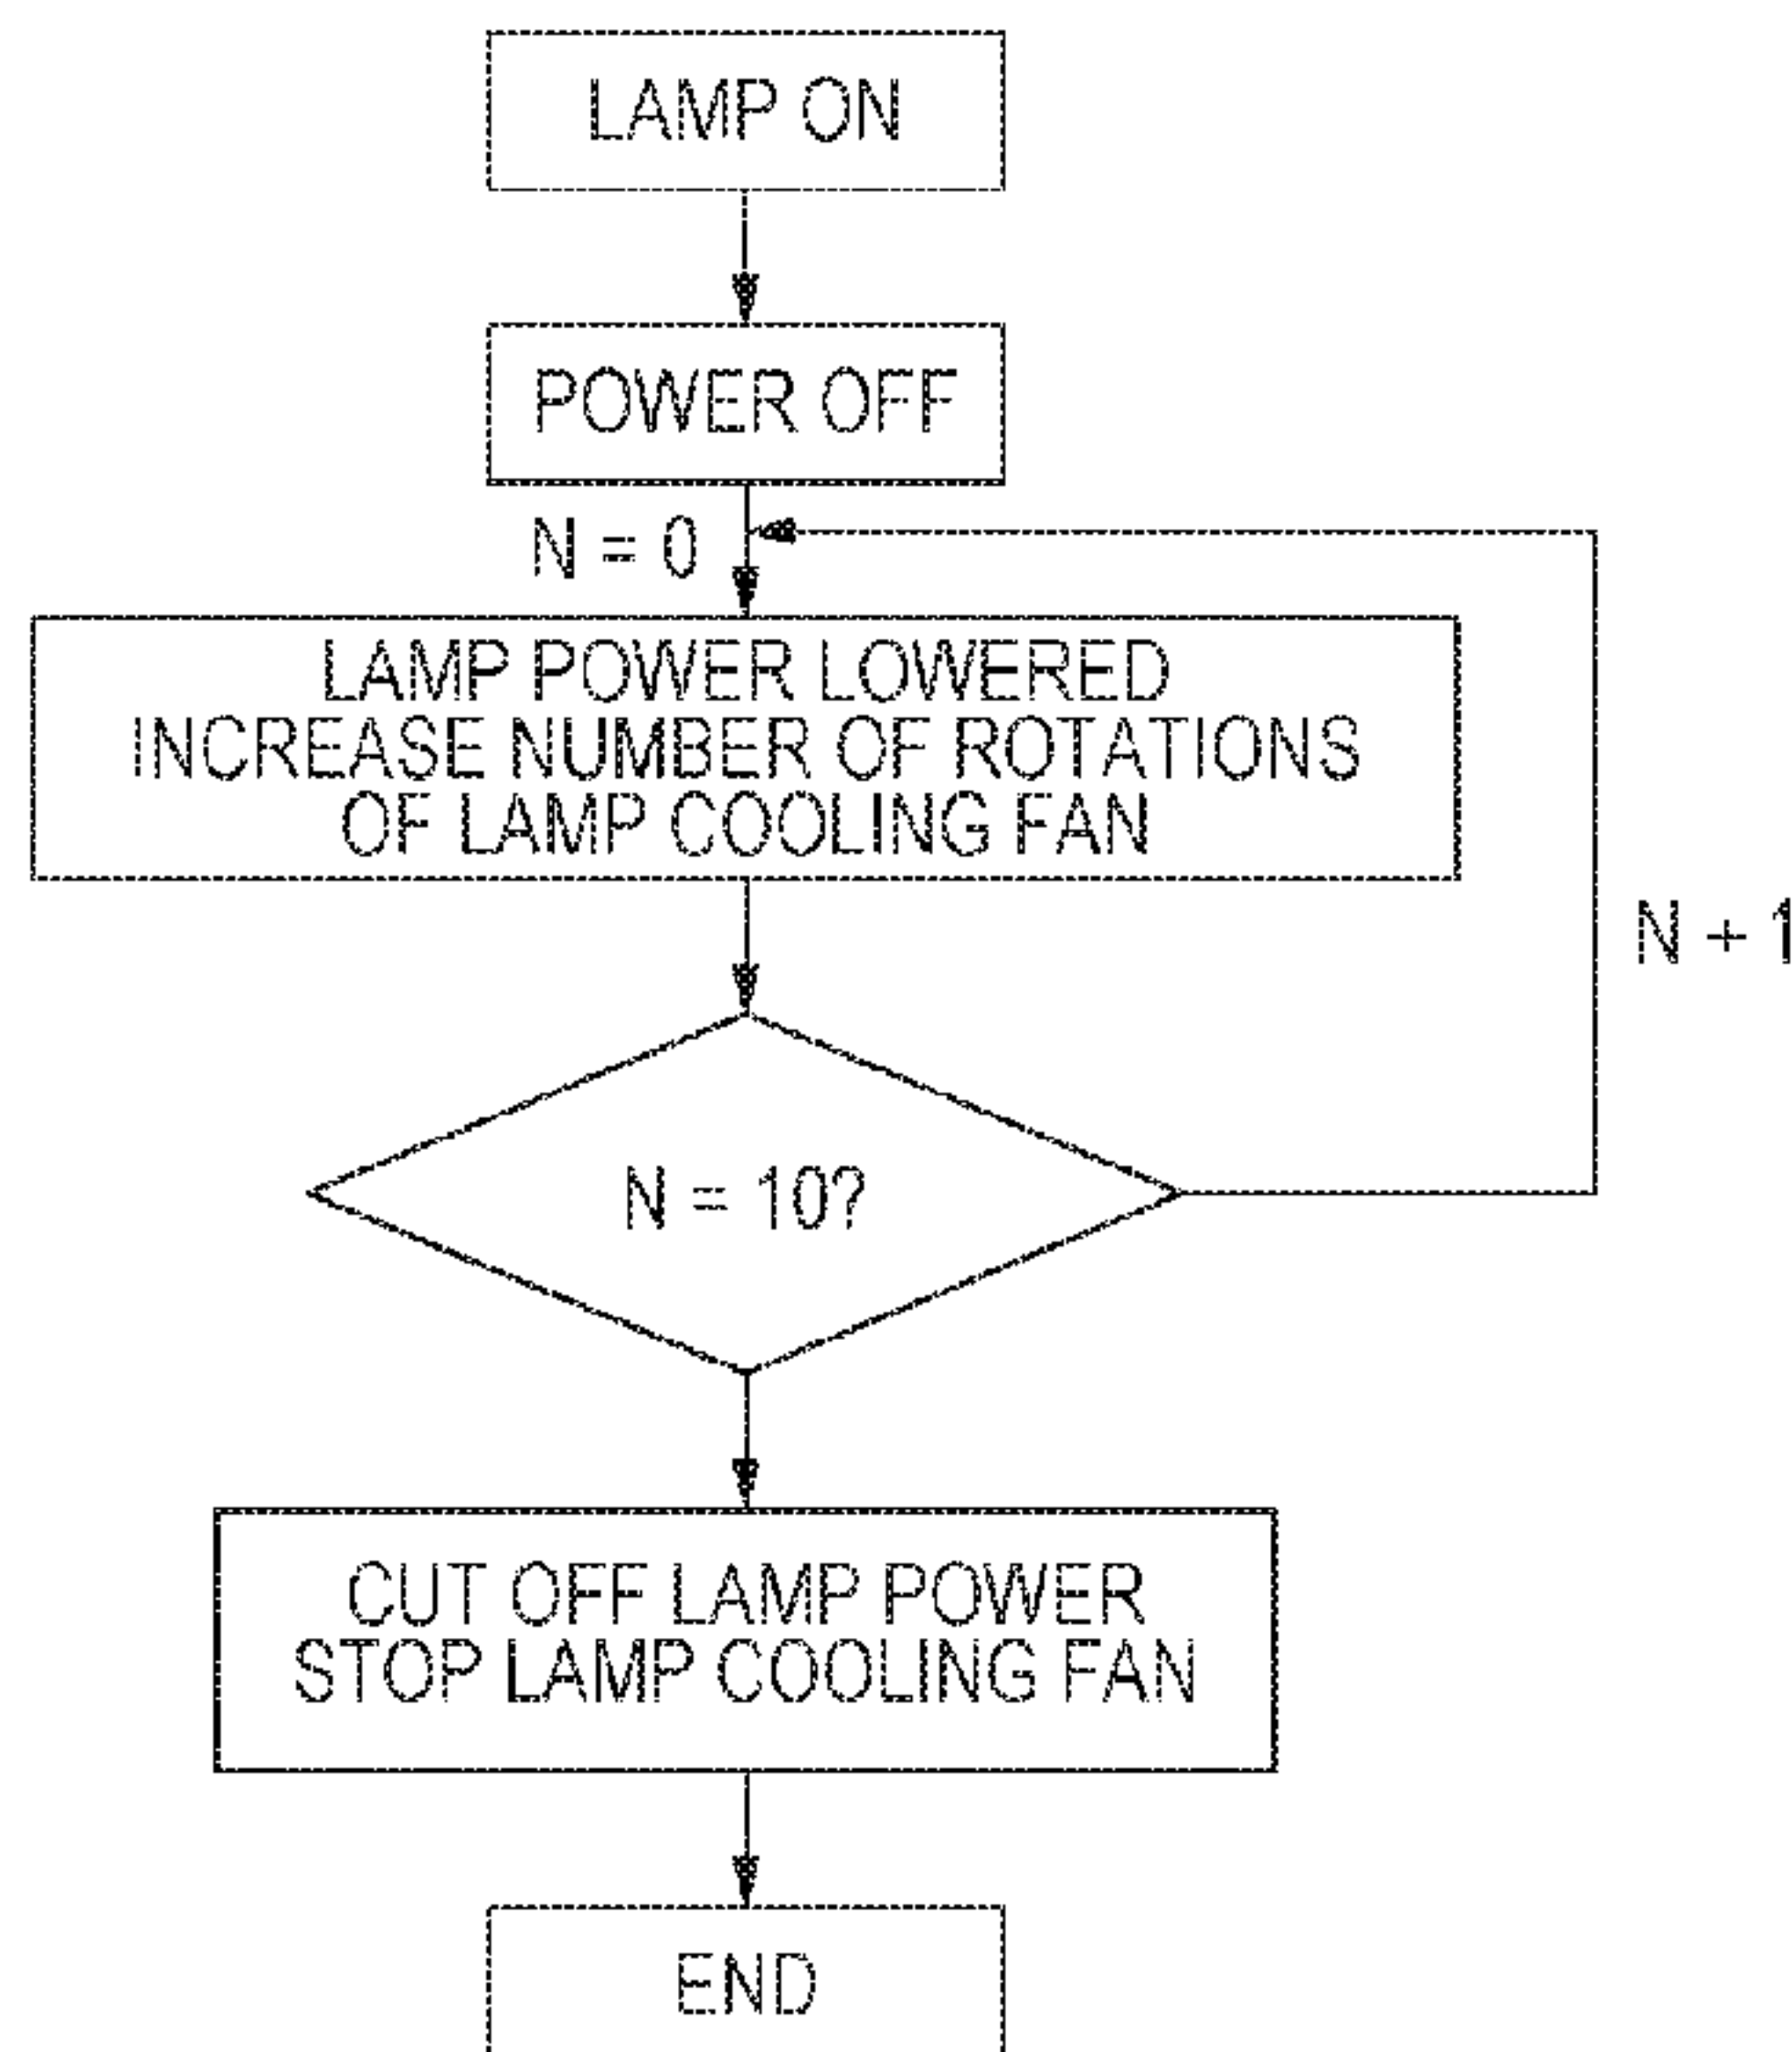 LAMP ON
POWER OFF
N = 0
LAMP POWER LOWERED
INCREASE NUMBER OF ROTATIONS
OF LAMP COOLING FAN
N + 1
N = 10?
CUT OFF LAMP POWER
STOP LAMP COOLING FAN
END